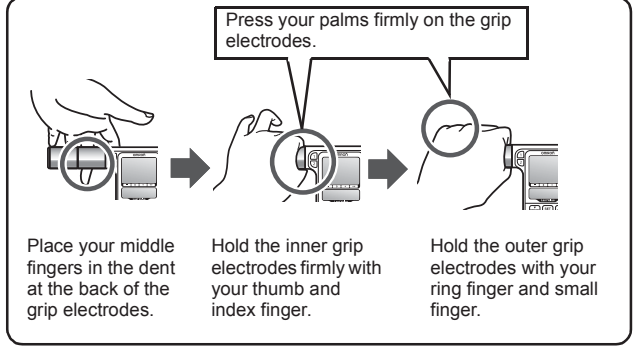 Press your palms firmly on the grip
electrodes.
Place your middle
fingers in the dent
at the back of the
grip electrodes.
Hold the inner grip
electrodes firmly with
your thumb and
index finger.
Hold the outer grip
electrodes with your
ring finger and small
finger.